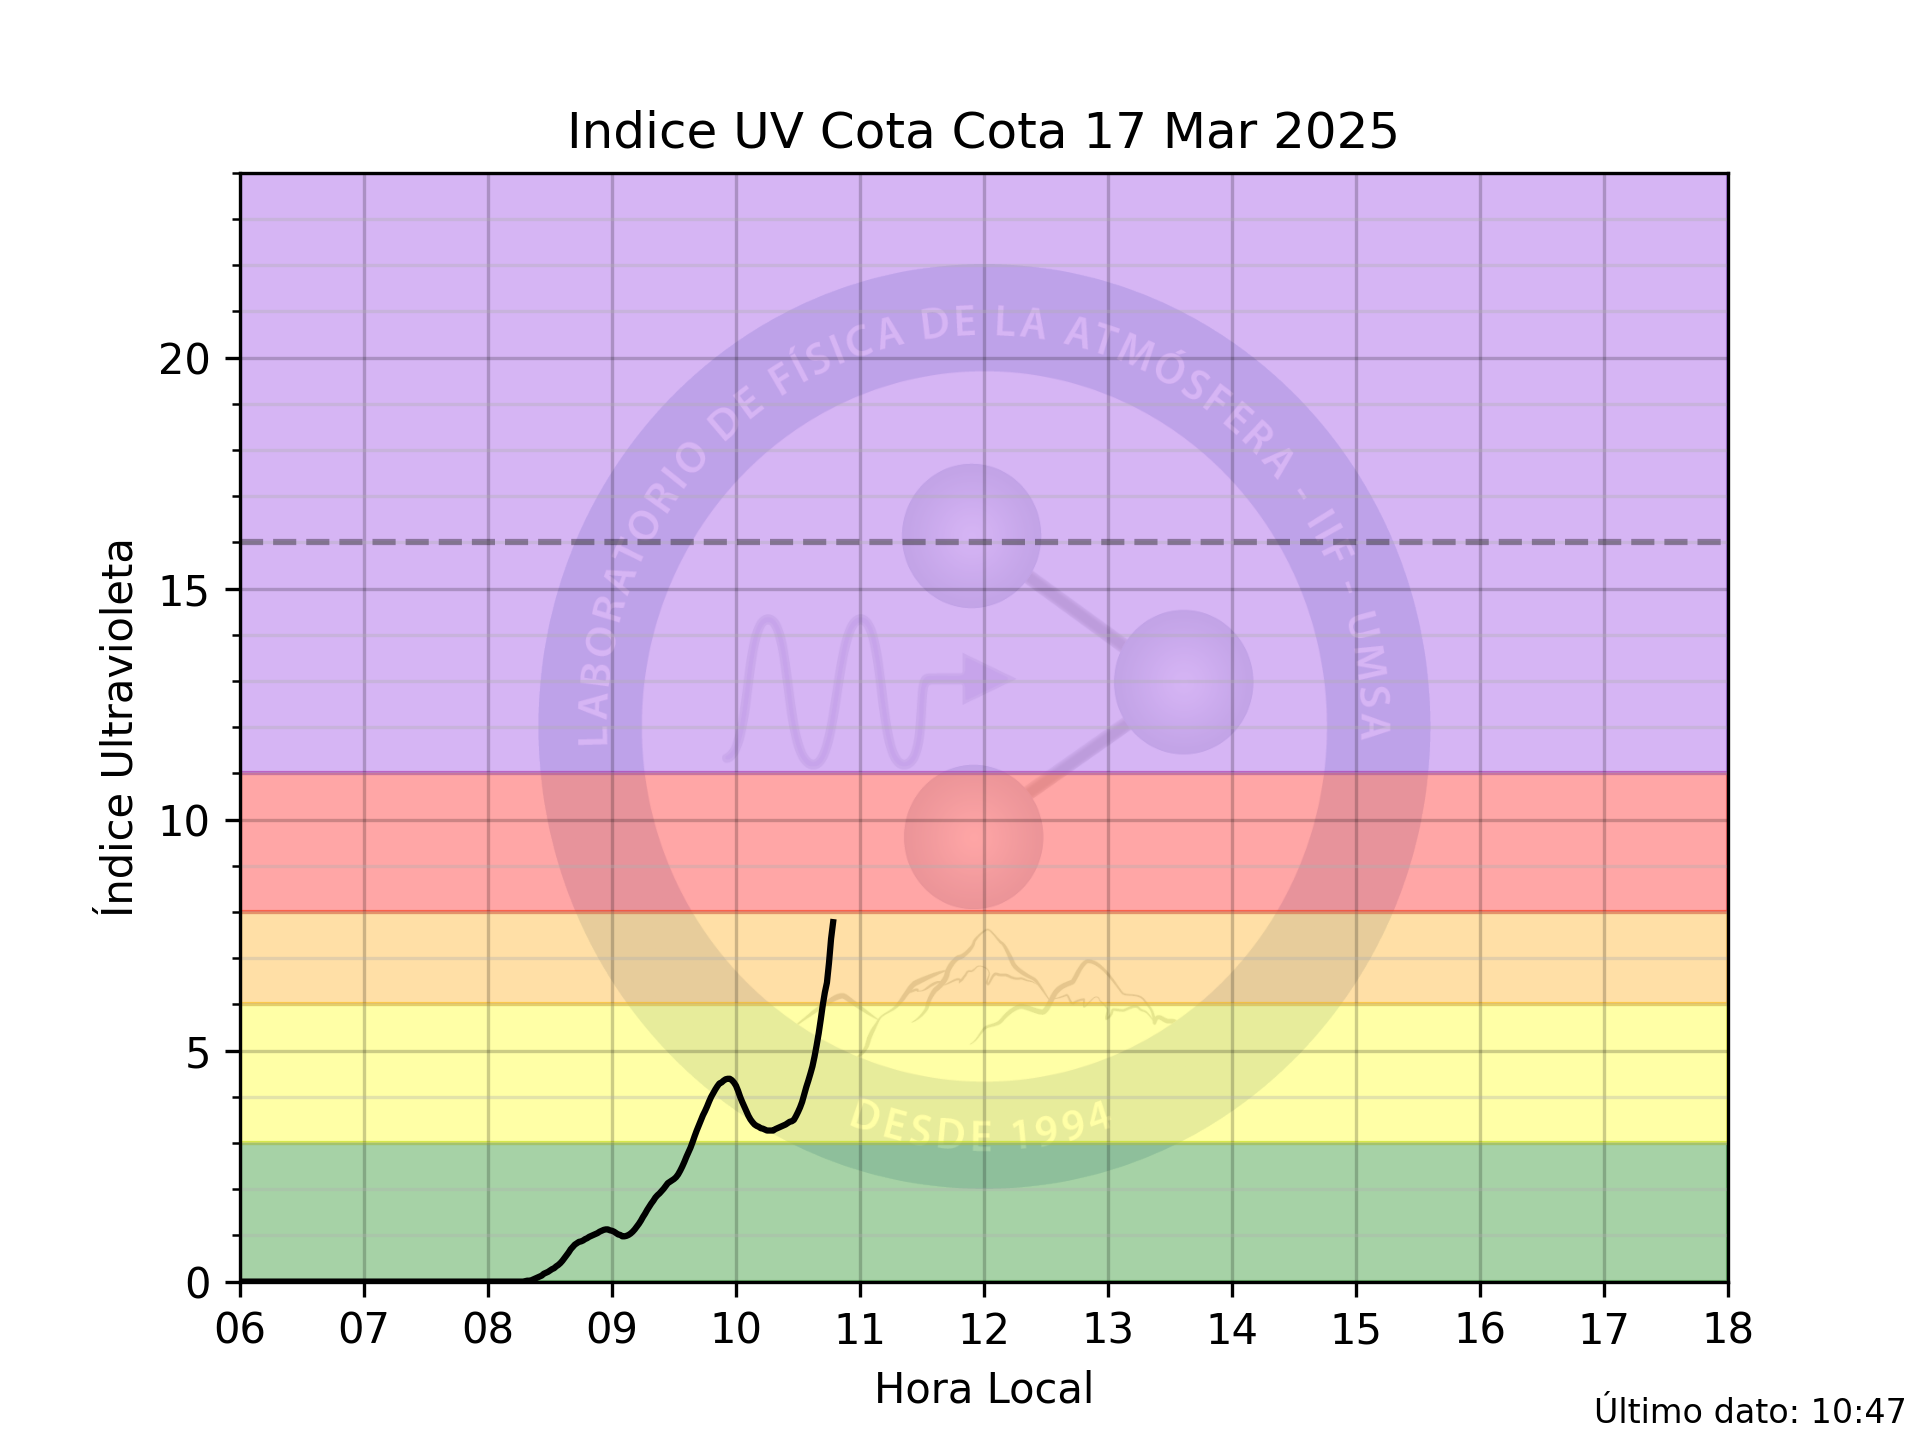 Indice UV Cota Cota 17 Mar 2025
Índice Ultravioleta
20
15
10
5
0
LABORATORIO DE FÍSICA DE LA ATMÓSFERA - IIF - UMSA
DESDE 1994
06 07 08 09 10 11 12 13 14 15 16 17 18
Hora Local
Último dato: 10:47